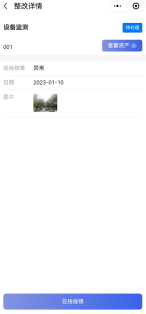 整改详情
设备监测
待处理
001
查看资产
巡检结果 异常
日期 2023-01-10
图片
在线报修